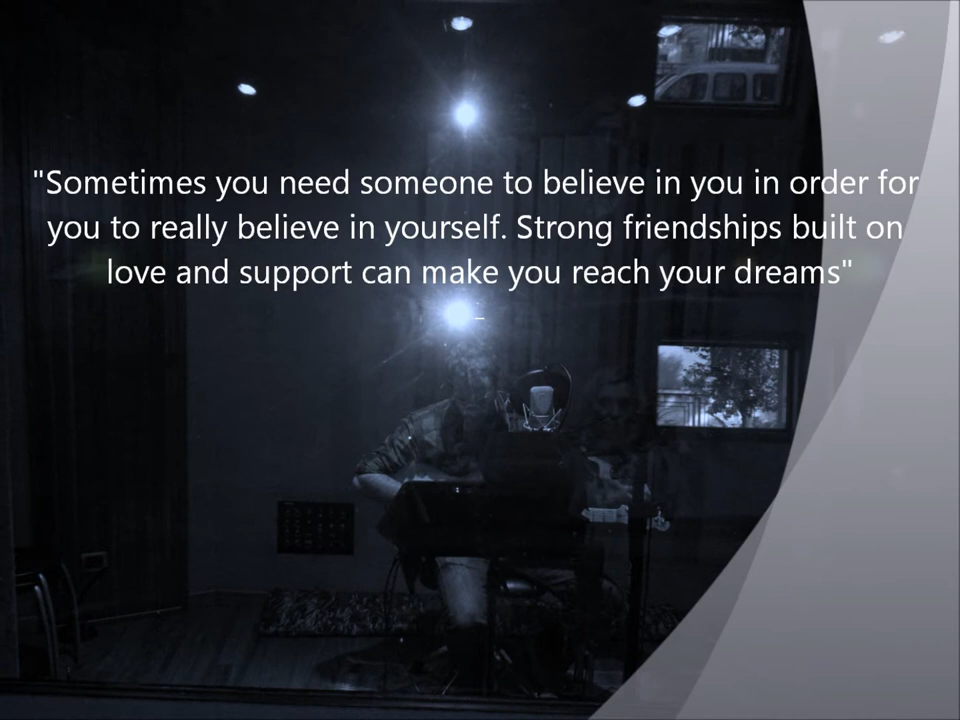 "Sometimes you need someone to believe in you in order for
you to really believe in yourself. Strong friendships built on
love and support can make you reach your dreams"